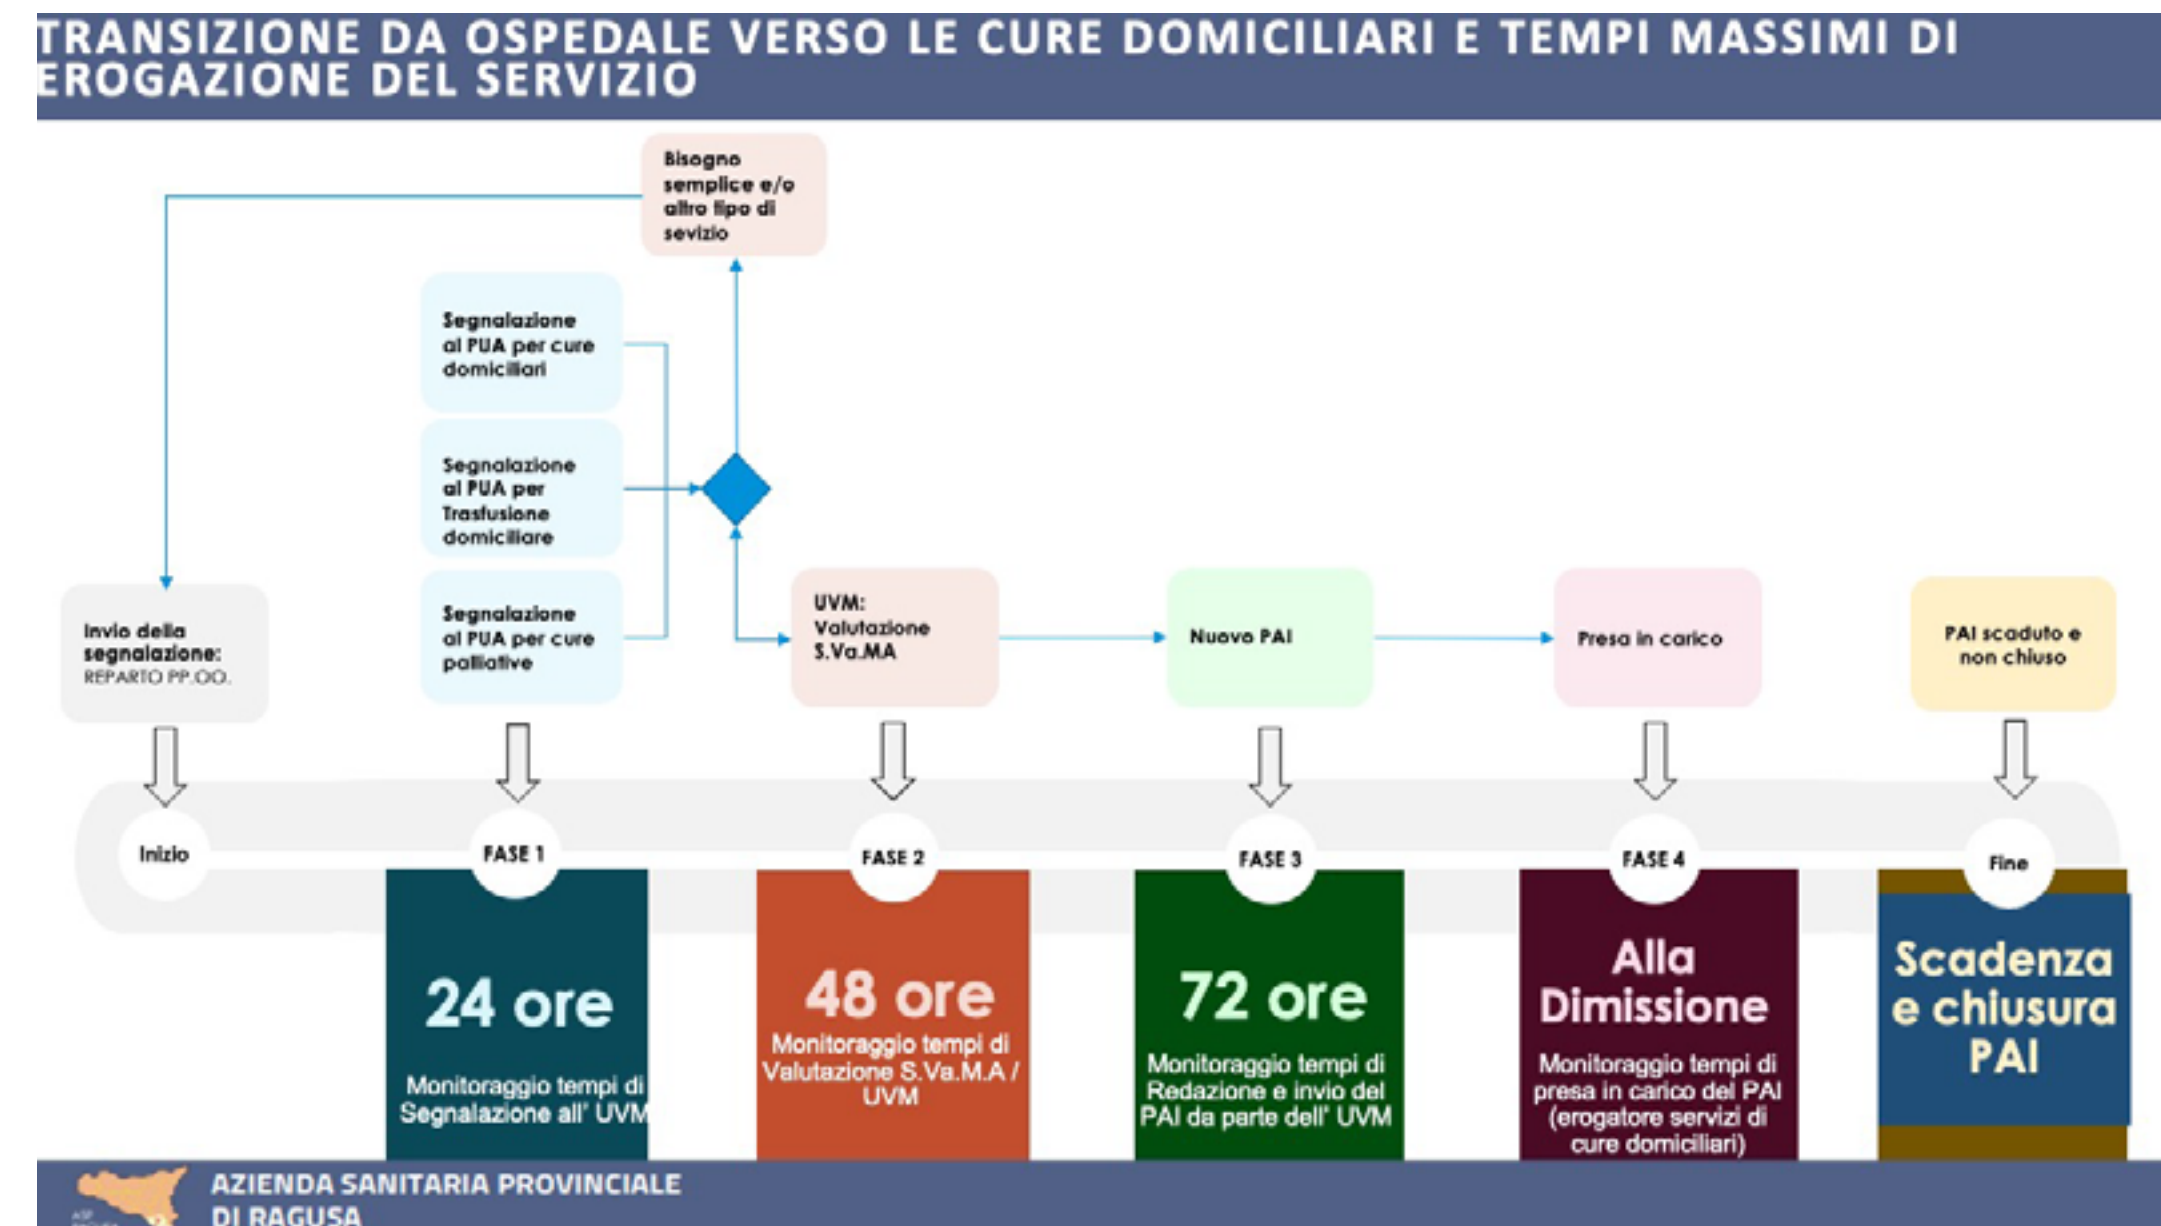 TRANSIZIONE DA OSPEDALE VERSO LE CURE DOMICILIARI E TEMPI MASSIMI DI
EROGAZIONE DEL SERVIZIO
Bisogno
semplice e/o
altro tipo di
sevizio
Segnalazione
al PUA per cure
domiciliari
Segnalazione
al PUA per
Trasfusione
domiciliare
Segnalazione
al PUA per cure
palliative
Invio della
segnalazione:
REPARTO PP.OO.
UVM:
Valutazione
S.Va.MA
Nuovo PAI
Presa in carico
PAI scaduto e
non chiuso
Inizio
FASE 1
FASE 2
FASE 3
FASE 4
Fine
24 ore
Monitoraggio tempi di
Segnalazione all' UVM
48 ore
Monitoraggio tempi di
Valutazione S.Va.M.A /
UVM
72 ore
Monitoraggio tempi di
Redazione e invio del
PAI da parte dell' UVM
Alla
Dimissione
Monitoraggio tempi di
presa in carico del PAI
(erogatore servizi di
cure domiciliari)
Scadenza
e chiusura
PAI
AZIENDA SANITARIA PROVINCIALE
DI RAGUSA